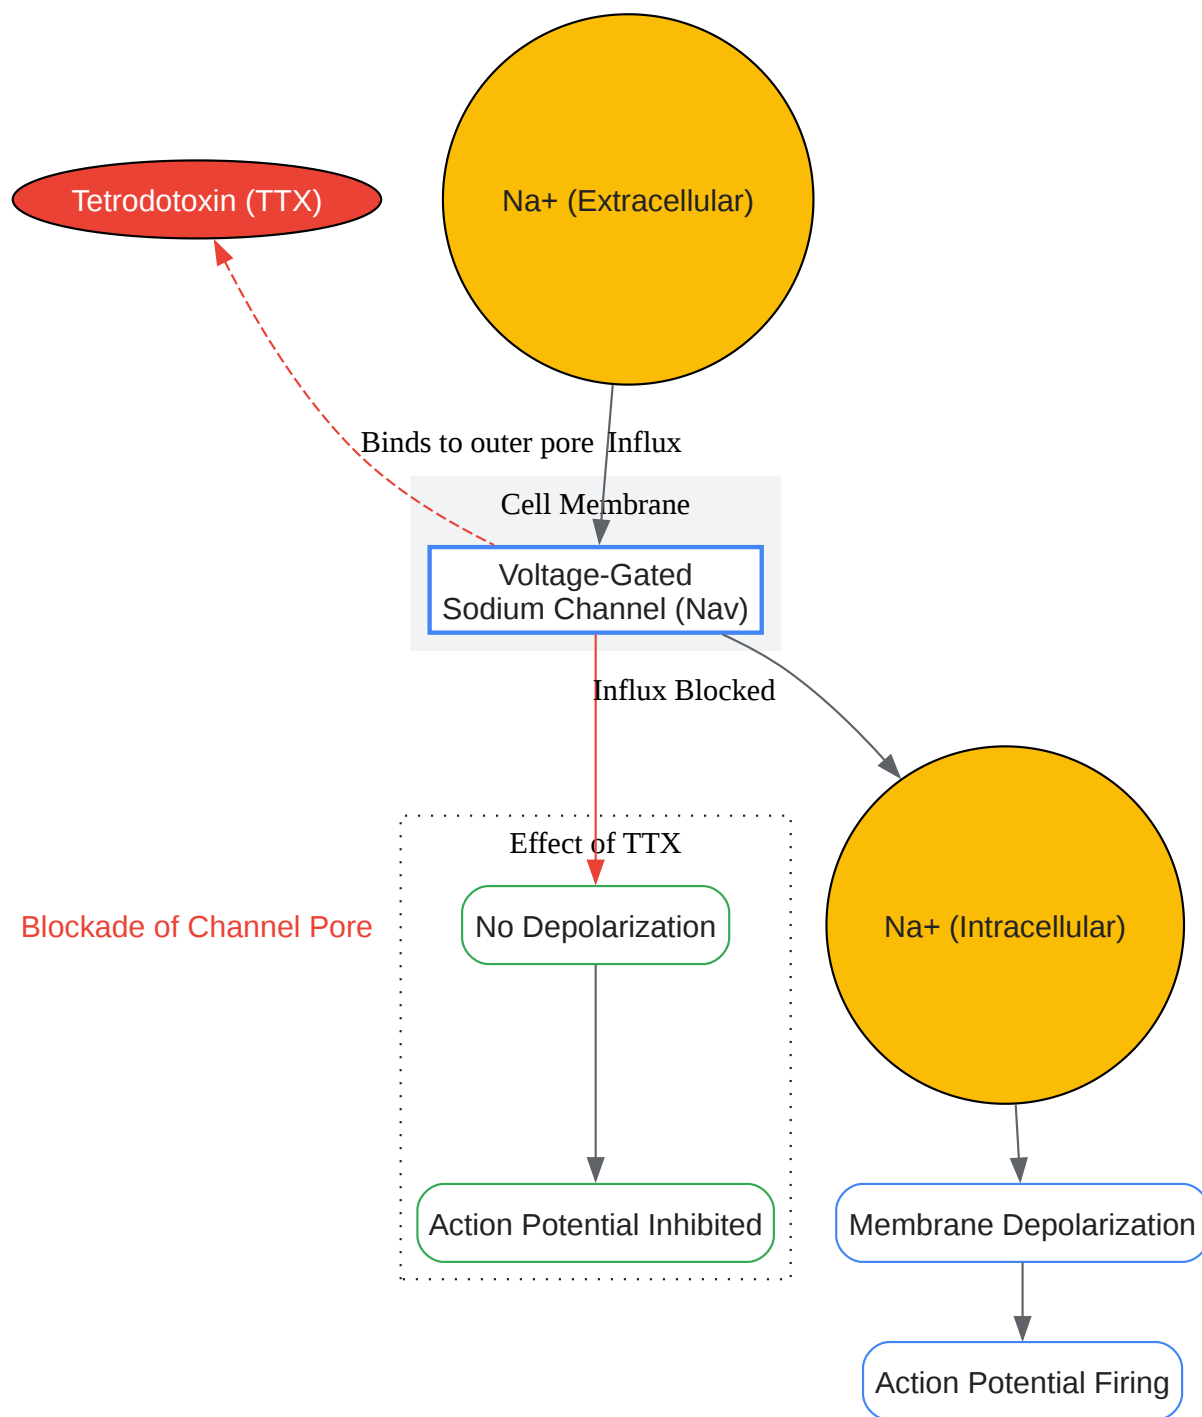 Tetrodotoxin (TTX)
Na+ (Extracellular)
Binds to outer pore
Influx
Cell Membrane
Voltage-Gated
Sodium Channel (Nav)
Influx Blocked
Effect of TTX
Blockade of Channel Pore
No Depolarization
Na+ (Intracellular)
Action Potential Inhibited
Membrane Depolarization
Action Potential Firing